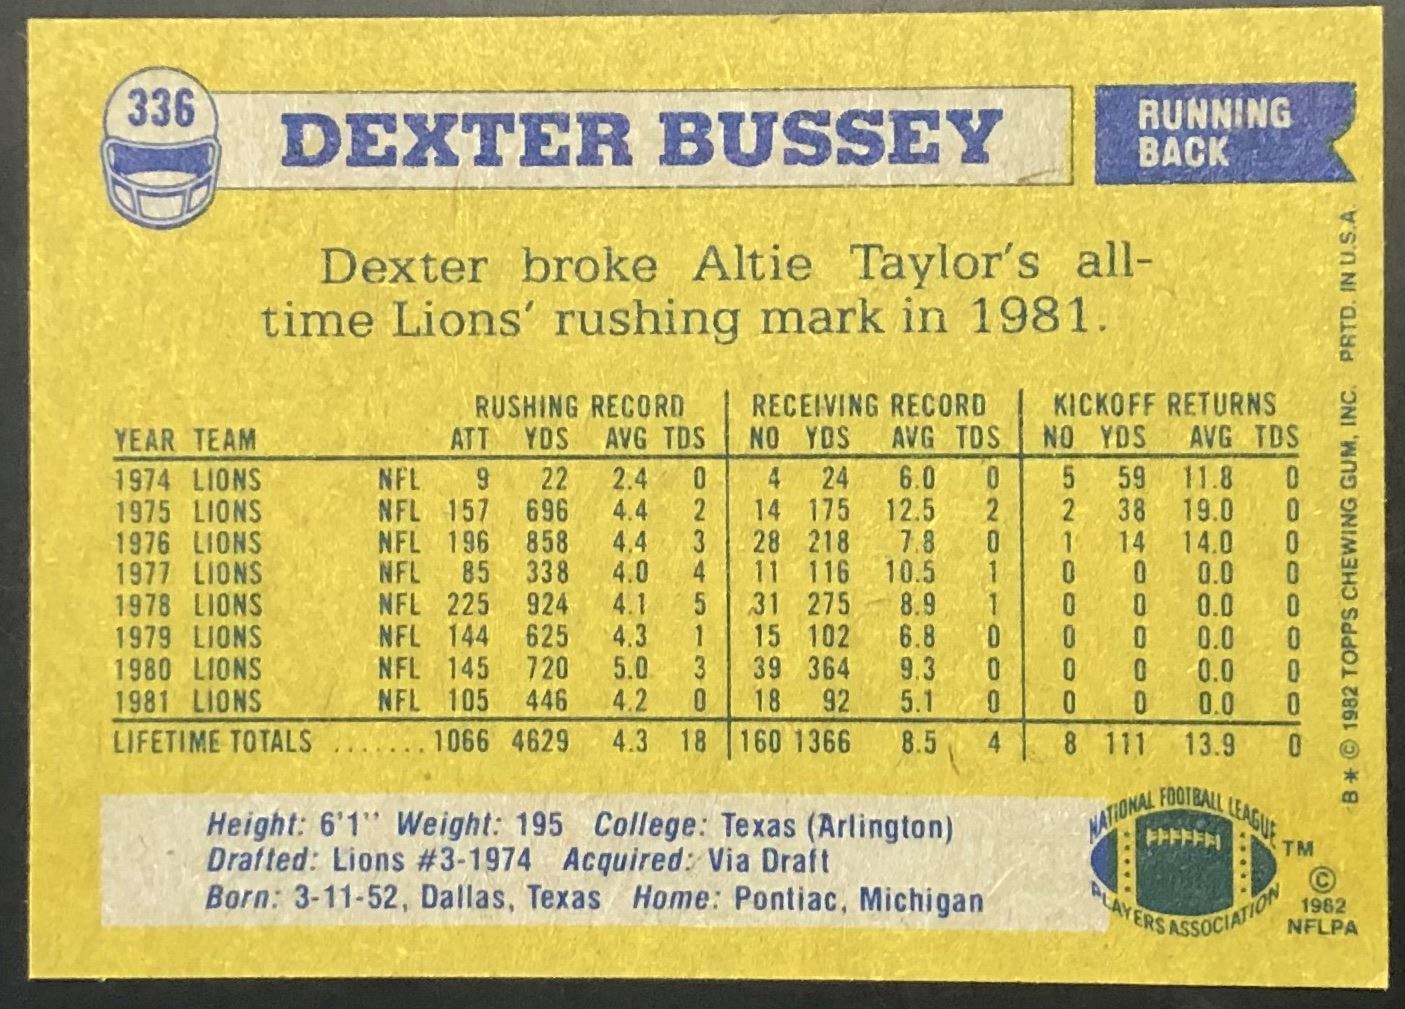 336
DEXTER BUSSEY
RUNNING
BACK
Dexter broke Altie Taylor's all-
time Lions' rushing mark in 1981.
RUSHING RECORD RECEIVING RECORD KICKOFF RETURNS
YEAR TEAM ATT YDS AVG TDS NO YDS AVG TDS NO YDS AVG TDS
1974 LIONS NFL 9 22 2.4 0 4 24 6.0 0 5 59 11.8 0
1975 LIONS NFL 157 696 4.4 2 14 175 12.5 2 2 38 19.0 0
1976 LIONS NFL 196 858 4.4 3 28 218 7.8 0 1 14 14.0 0
1977 LIONS NFL 85 338 4.0 4 11 116 10.5 1 0 0 0.0 0
1978 LIONS NFL 225 924 4.1 5 31 275 8.9 1 0 0 0.0 0
1979 LIONS NFL 144 625 4.3 1 15 102 6.8 0 0 0 0.0 0
1980 LIONS NFL 145 720 5.0 3 39 364 9.3 0 0 0 0.0 0
1981 LIONS NFL 105 446 4.2 0 18 92 5.1 0 0 0 0.0 0
LIFETIME TOTALS ....... 1066 4629 4.3 18 160 1366 8.5 4 8 111 13.9 0
Height: 6'1" Weight: 195 College: Texas (Arlington)
Drafted: Lions #3-1974 Acquired: Via Draft
Born: 3-11-52, Dallas, Texas Home: Pontiac, Michigan
NATIONAL FOOTBALL LEAGUE
PLAYERS ASSOCIATION
TM
©
1982
NFLPA
B* © 1982 TOPPS CHEWING GUM, INC. PRTD. IN U.S.A.